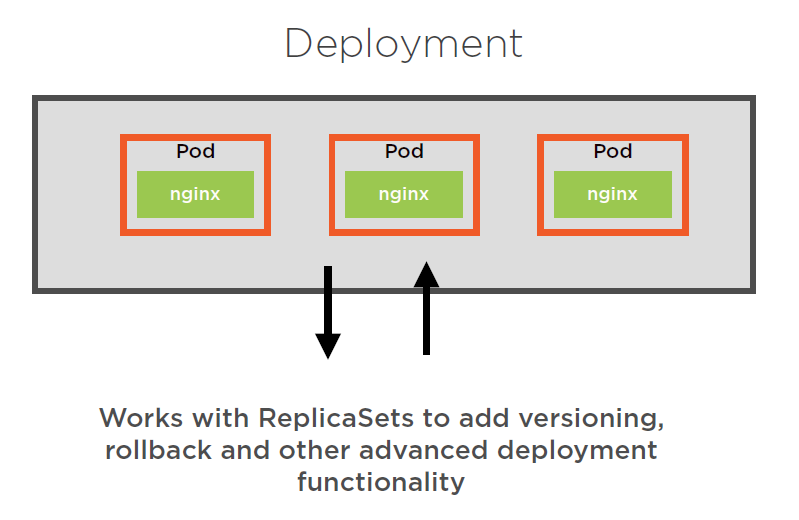 Deployment
Pod
nginx
Pod
nginx
Pod
nginx
Works with ReplicaSets to add versioning,
rollback and other advanced deployment
functionality